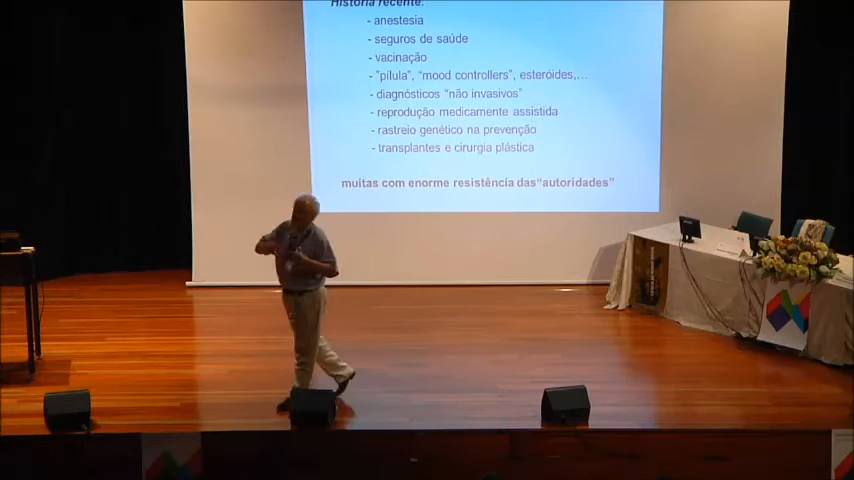 História recente:
- anestesia
- seguros de saúde
- vacinação
- "pílula", "mood controllers", esteróides,…
- diagnósticos "não invasivos"
- reprodução medicamente assistida
- rastreio genético na prevenção
- transplantes e cirurgia plástica
muitas com enorme resistência das"autoridades"